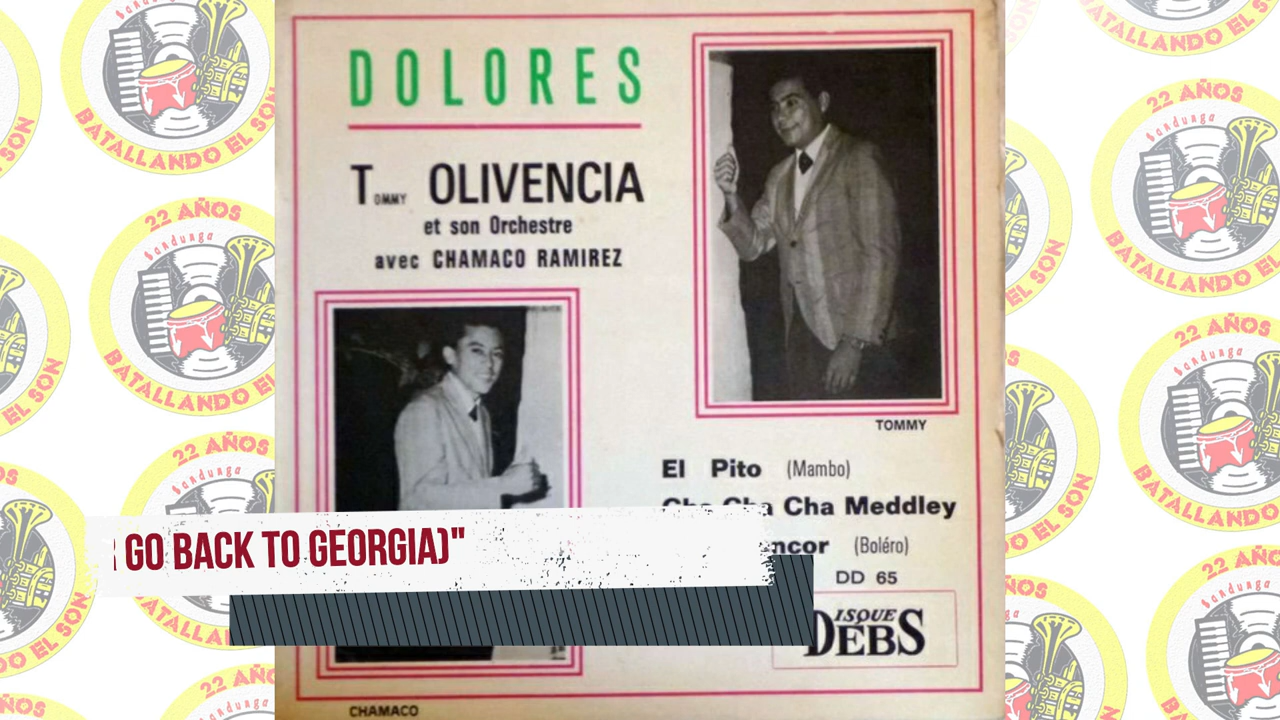 DOLORES
TOMMY OLIVENCIA
et son Orchestre
avec CHAMACO RAMIREZ
TOMMY
El Pito (Mambo)
Cha Cha Cha Meddley
(Boléro)
DD 65
DISQUE
DEBS
GO BACK TO GEORGIA)"
CHAMACO
22 AÑOS
Sandunga
BATALLANDO EL SON